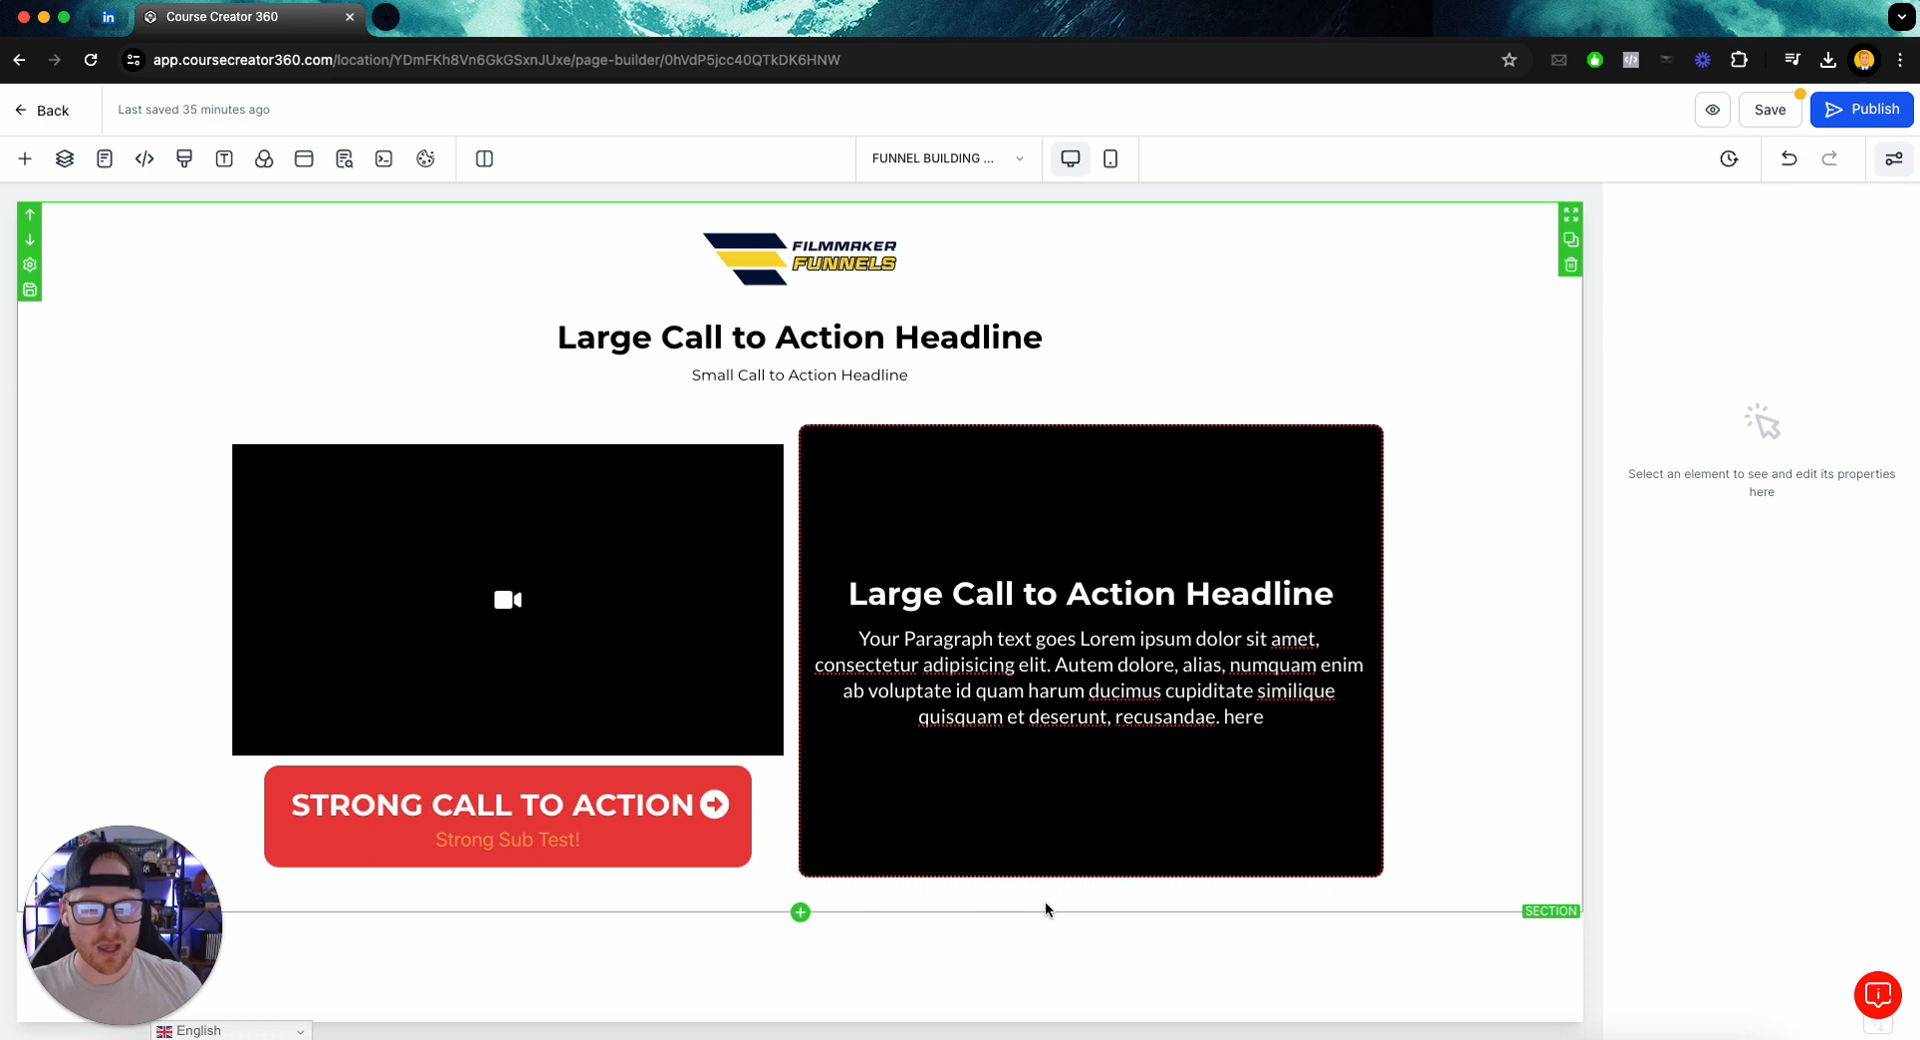 Course Creator 360
app.coursecreator360.com/location/YDmFKh8Vn6GkGSxnJUxe/page-builder/0hVdP5jcc40QTkDK6HNW
Back
Last saved 35 minutes ago
Save
Publish
FUNNEL BUILDING ...
FILMMAKER
FUNNELS
Large Call to Action Headline
Small Call to Action Headline
Select an element to see and edit its properties
here
Large Call to Action Headline
Your Paragraph text goes Lorem ipsum dolor sit amet,
consectetur adipisicing elit. Autem dolore, alias, numquam enim
ab voluptate id quam harum ducimus cupiditate similique
quisquam et deserunt, recusandae. here
STRONG CALL TO ACTION
Strong Sub Test!
SECTION
English